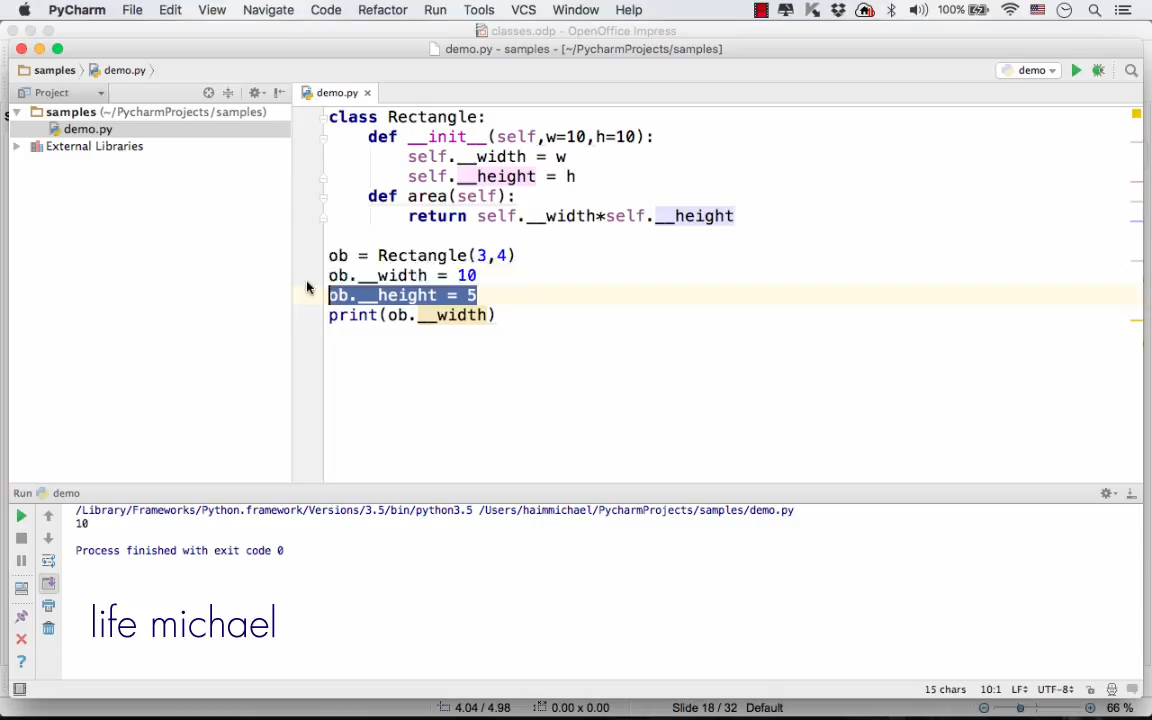 PyCharm File Edit View Navigate Code Refactor Run Tools VCS Window Help 100%
classes.odp - OpenOffice Impress
demo.py - samples - [~/PycharmProjects/samples]
samples demo.py demo
Project demo.py
samples (~/PycharmProjects/samples)
demo.py
External Libraries
class Rectangle:
def __init__(self,w=10,h=10):
self.__width = w
self.__height = h
def area(self):
return self.__width*self.__height
ob = Rectangle(3,4)
ob.__width = 10
ob.__height = 5
print(ob.__width)
Run demo
/Library/Frameworks/Python.framework/Versions/3.5/bin/python3.5 /Users/haimmichael/PycharmProjects/samples/demo.py
10
Process finished with exit code 0
life michael
15 chars 10:1 LF UTF-8
4.04 / 4.98 0.00 x 0.00 Slide 18 / 32 Default 66 %